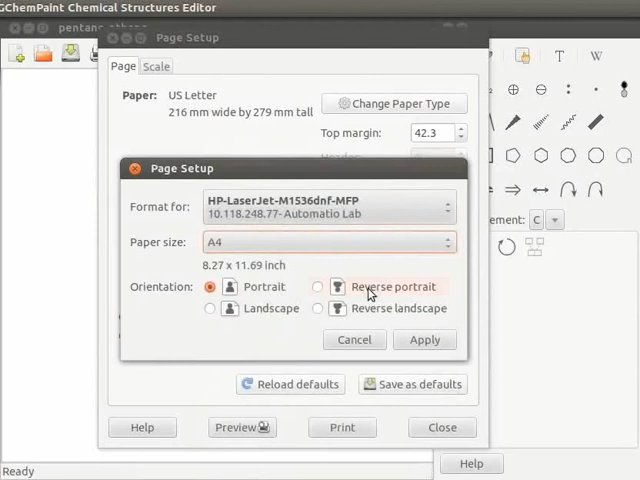 GChemPaint Chemical Structures Editor
Page Setup
Page
Scale
Paper:
US Letter
216 mm wide by 279 mm tall
Change Paper Type
Top margin:
42.3
T
W
Page Setup
Format for:
HP-LaserJet-M1536dnf-MFP
10.118.248.77- Automatio Lab
Paper size:
A4
8.27 x 11.69 inch
Orientation:
Portrait
Reverse portrait
Landscape
Reverse landscape
Cancel
Apply
ement:
C
Reload defaults
Save as defaults
Help
Preview
Print
Close
Ready
Help